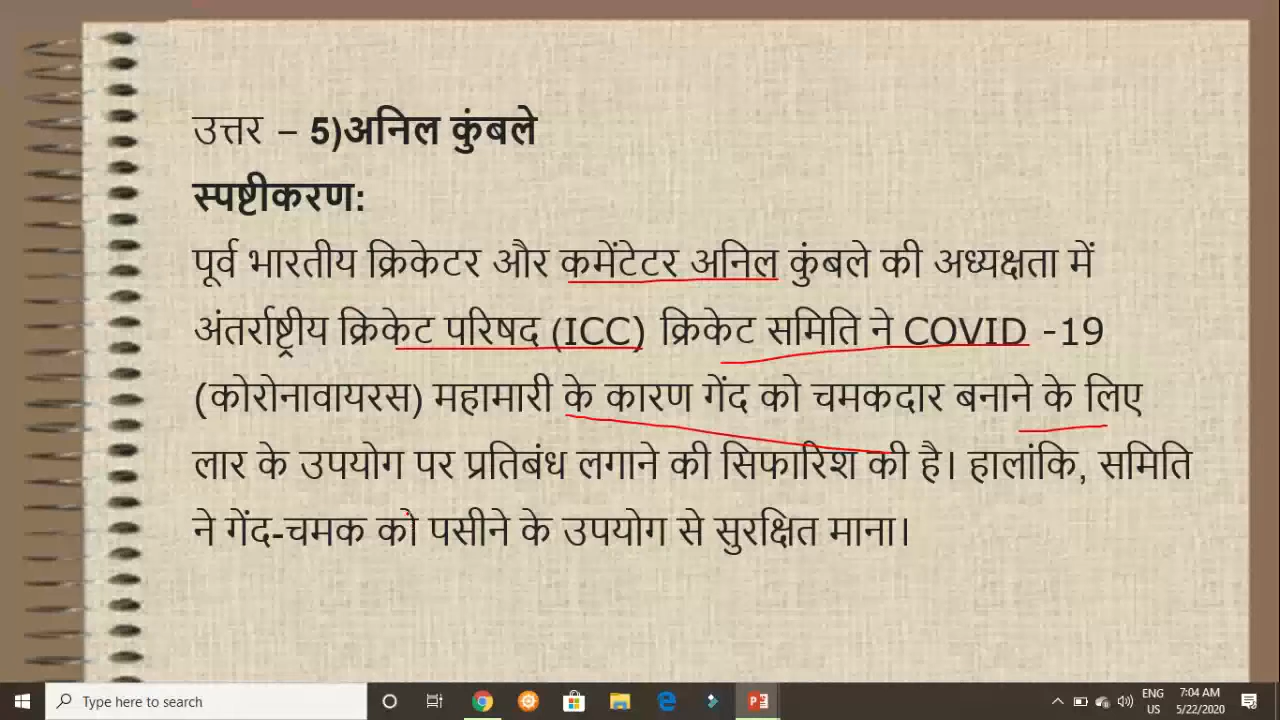 उत्तर – 5)अनिल कुंबले
स्पष्टीकरण:
पूर्व भारतीय क्रिकेटर और कमेंटेटर अनिल कुंबले की अध्यक्षता में
अंतर्राष्ट्रीय क्रिकेट परिषद (ICC) क्रिकेट समिति ने COVID -19
(कोरोनावायरस) महामारी के कारण गेंद को चमकदार बनाने के लिए
लार के उपयोग पर प्रतिबंध लगाने की सिफारिश की है। हालांकि, समिति
ने गेंद-चमक को पसीने के उपयोग से सुरक्षित माना।
Type here to search
ENG
US
7:04 AM
5/22/2020